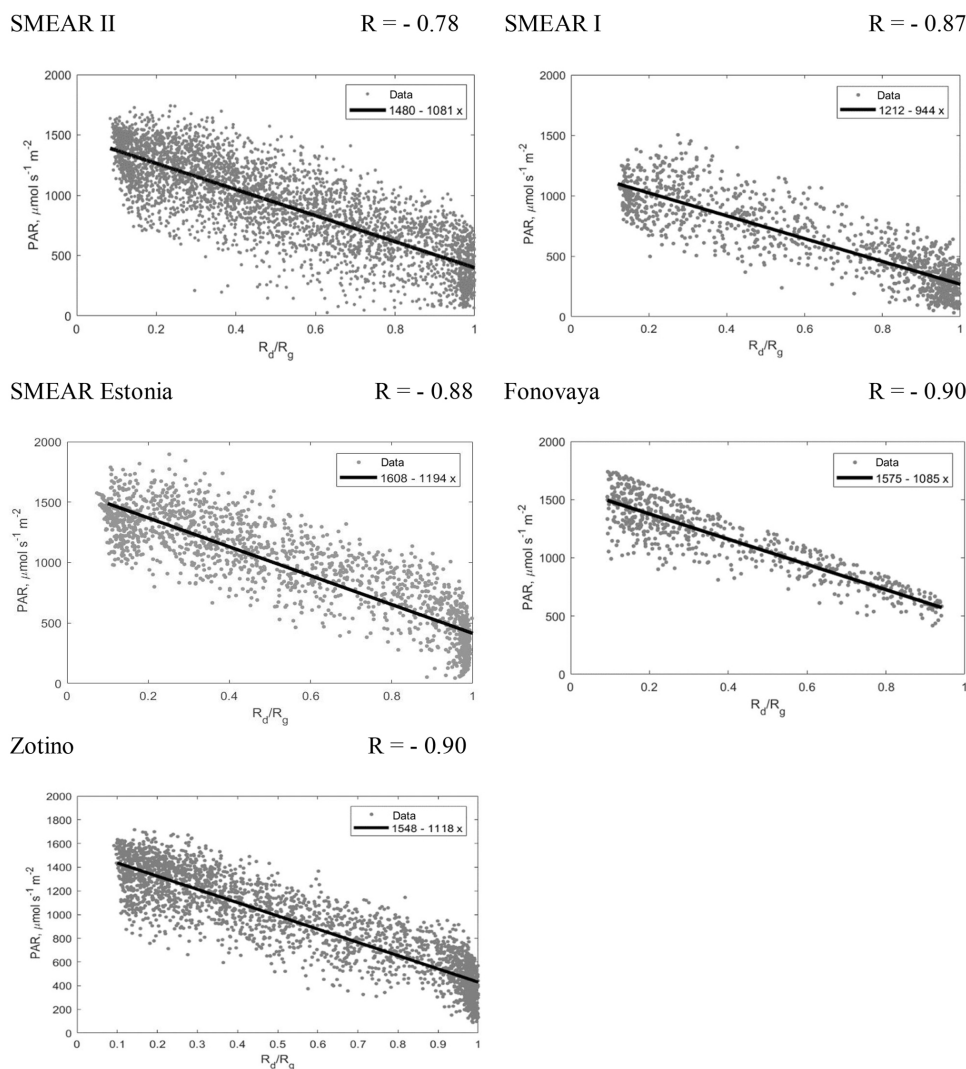 SMEAR II R = - 0.78
2000
1500
1000
500
0
PAR, μmol s⁻¹ m⁻²
Data
1480 - 1081 x
0 0.2 0.4 0.6 0.8 1
R_d/R_g
SMEAR I R = - 0.87
2000
1500
1000
500
0
PAR, μmol s⁻¹ m⁻²
Data
1212 - 944 x
0 0.2 0.4 0.6 0.8 1
R_d/R_g
SMEAR Estonia R = - 0.88
2000
1500
1000
500
0
PAR, μmol s⁻¹ m⁻²
Data
1608 - 1194 x
0 0.2 0.4 0.6 0.8 1
R_d/R_g
Fonovaya R = - 0.90
2000
1500
1000
500
0
PAR, μmol s⁻¹ m⁻²
Data
1575 - 1085 x
0 0.2 0.4 0.6 0.8 1
R_d/R_g
Zotino R = - 0.90
2000
1800
1600
1400
1200
1000
800
600
400
200
0
PAR, μmol s⁻¹ m⁻²
Data
1548 - 1118 x
0.1 0.2 0.3 0.4 0.5 0.6 0.7 0.8 0.9 1
R_d/R_g